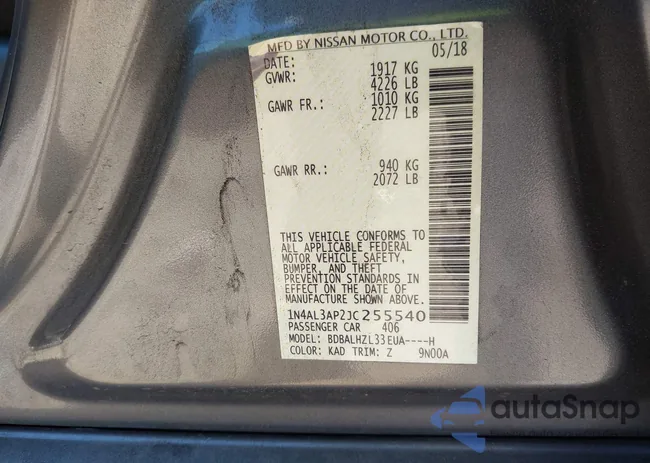 MFD BY NISSAN MOTOR CO., LTD.
DATE: 05/18
GVWR: 1917 KG
4226 LB
GAWR FR.: 1010 KG
2227 LB
GAWR RR.: 940 KG
2072 LB
THIS VEHICLE CONFORMS TO
ALL APPLICABLE FEDERAL
MOTOR VEHICLE SAFETY,
BUMPER, AND THEFT
PREVENTION STANDARDS IN
EFFECT ON THE DATE OF
MANUFACTURE SHOWN ABOVE.
1N4AL3AP2JC255540
PASSENGER CAR 406
MODEL: BDBALHZL33EUA----H
COLOR: KAD TRIM: Z 9N00A
autaSnap